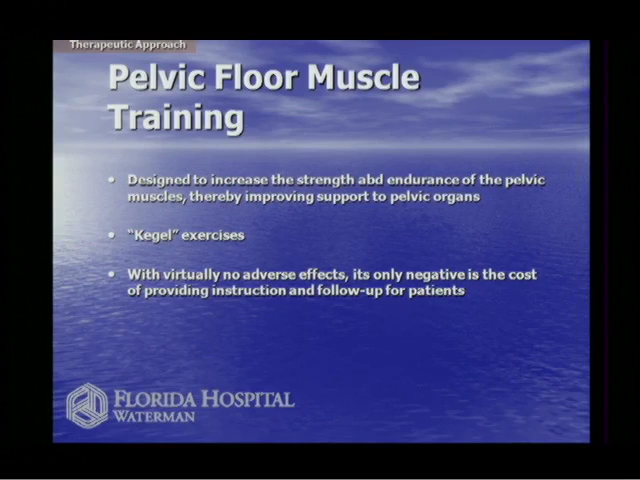 Therapeutic Approach
Pelvic Floor Muscle
Training
• Designed to increase the strength abd endurance of the pelvic
muscles, thereby improving support to pelvic organs
• “Kegel” exercises
• With virtually no adverse effects, its only negative is the cost
of providing instruction and follow-up for patients
FLORIDA HOSPITAL
WATERMAN